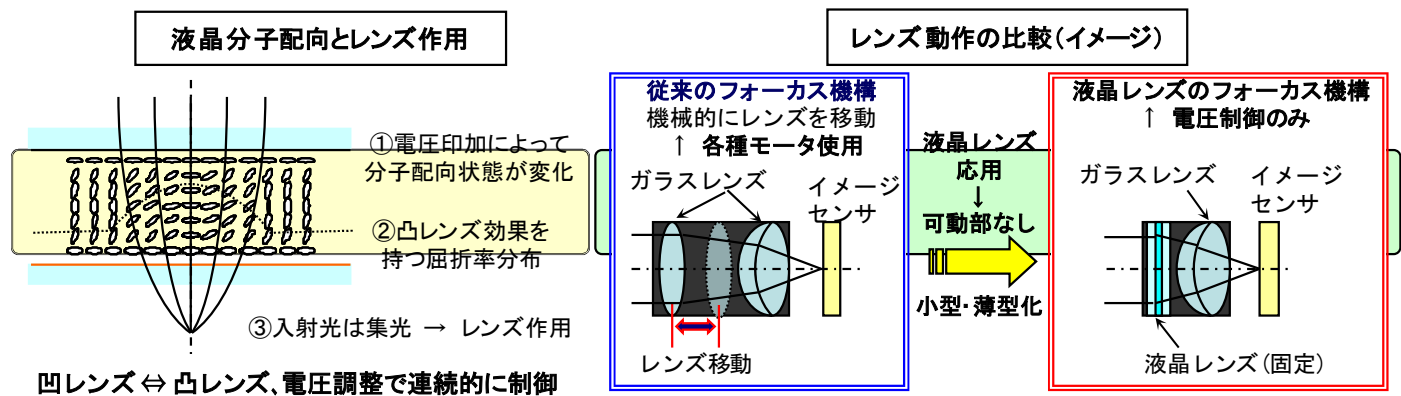 液晶分子配向とレンズ作用
①電圧印加によって
分子配向状態が変化
②凸レンズ効果を
持つ屈折率分布
③入射光は集光 → レンズ作用
凹レンズ ⇔ 凸レンズ、電圧調整で連続的に制御
レンズ動作の比較(イメージ)
従来のフォーカス機構
機械的にレンズを移動
↑ 各種モータ使用
ガラスレンズ
イメージ
センサ
レンズ移動
液晶レンズ
応用
↓
可動部なし
小型・薄型化
液晶レンズのフォーカス機構
↑ 電圧制御のみ
ガラスレンズ
イメージ
センサ
液晶レンズ(固定)